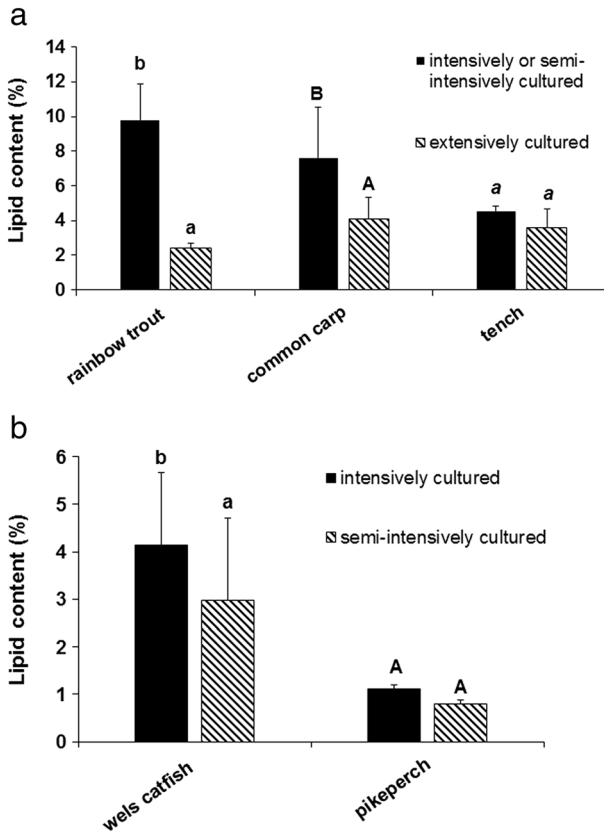 a
Lipid content (%)
14
12
10
8
6
4
2
0
b
a
B
A
a
a
intensively or semi-
intensively cultured
extensively cultured
rainbow trout
common carp
tench
b
Lipid content (%)
6
5
4
3
2
1
0
b
a
A
A
intensively cultured
semi-intensively cultured
wels catfish
pikeperch